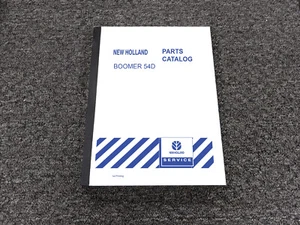 NEW HOLLAND
BOOMER 54D
PARTS
CATALOG
NEW HOLLAND
SERVICE